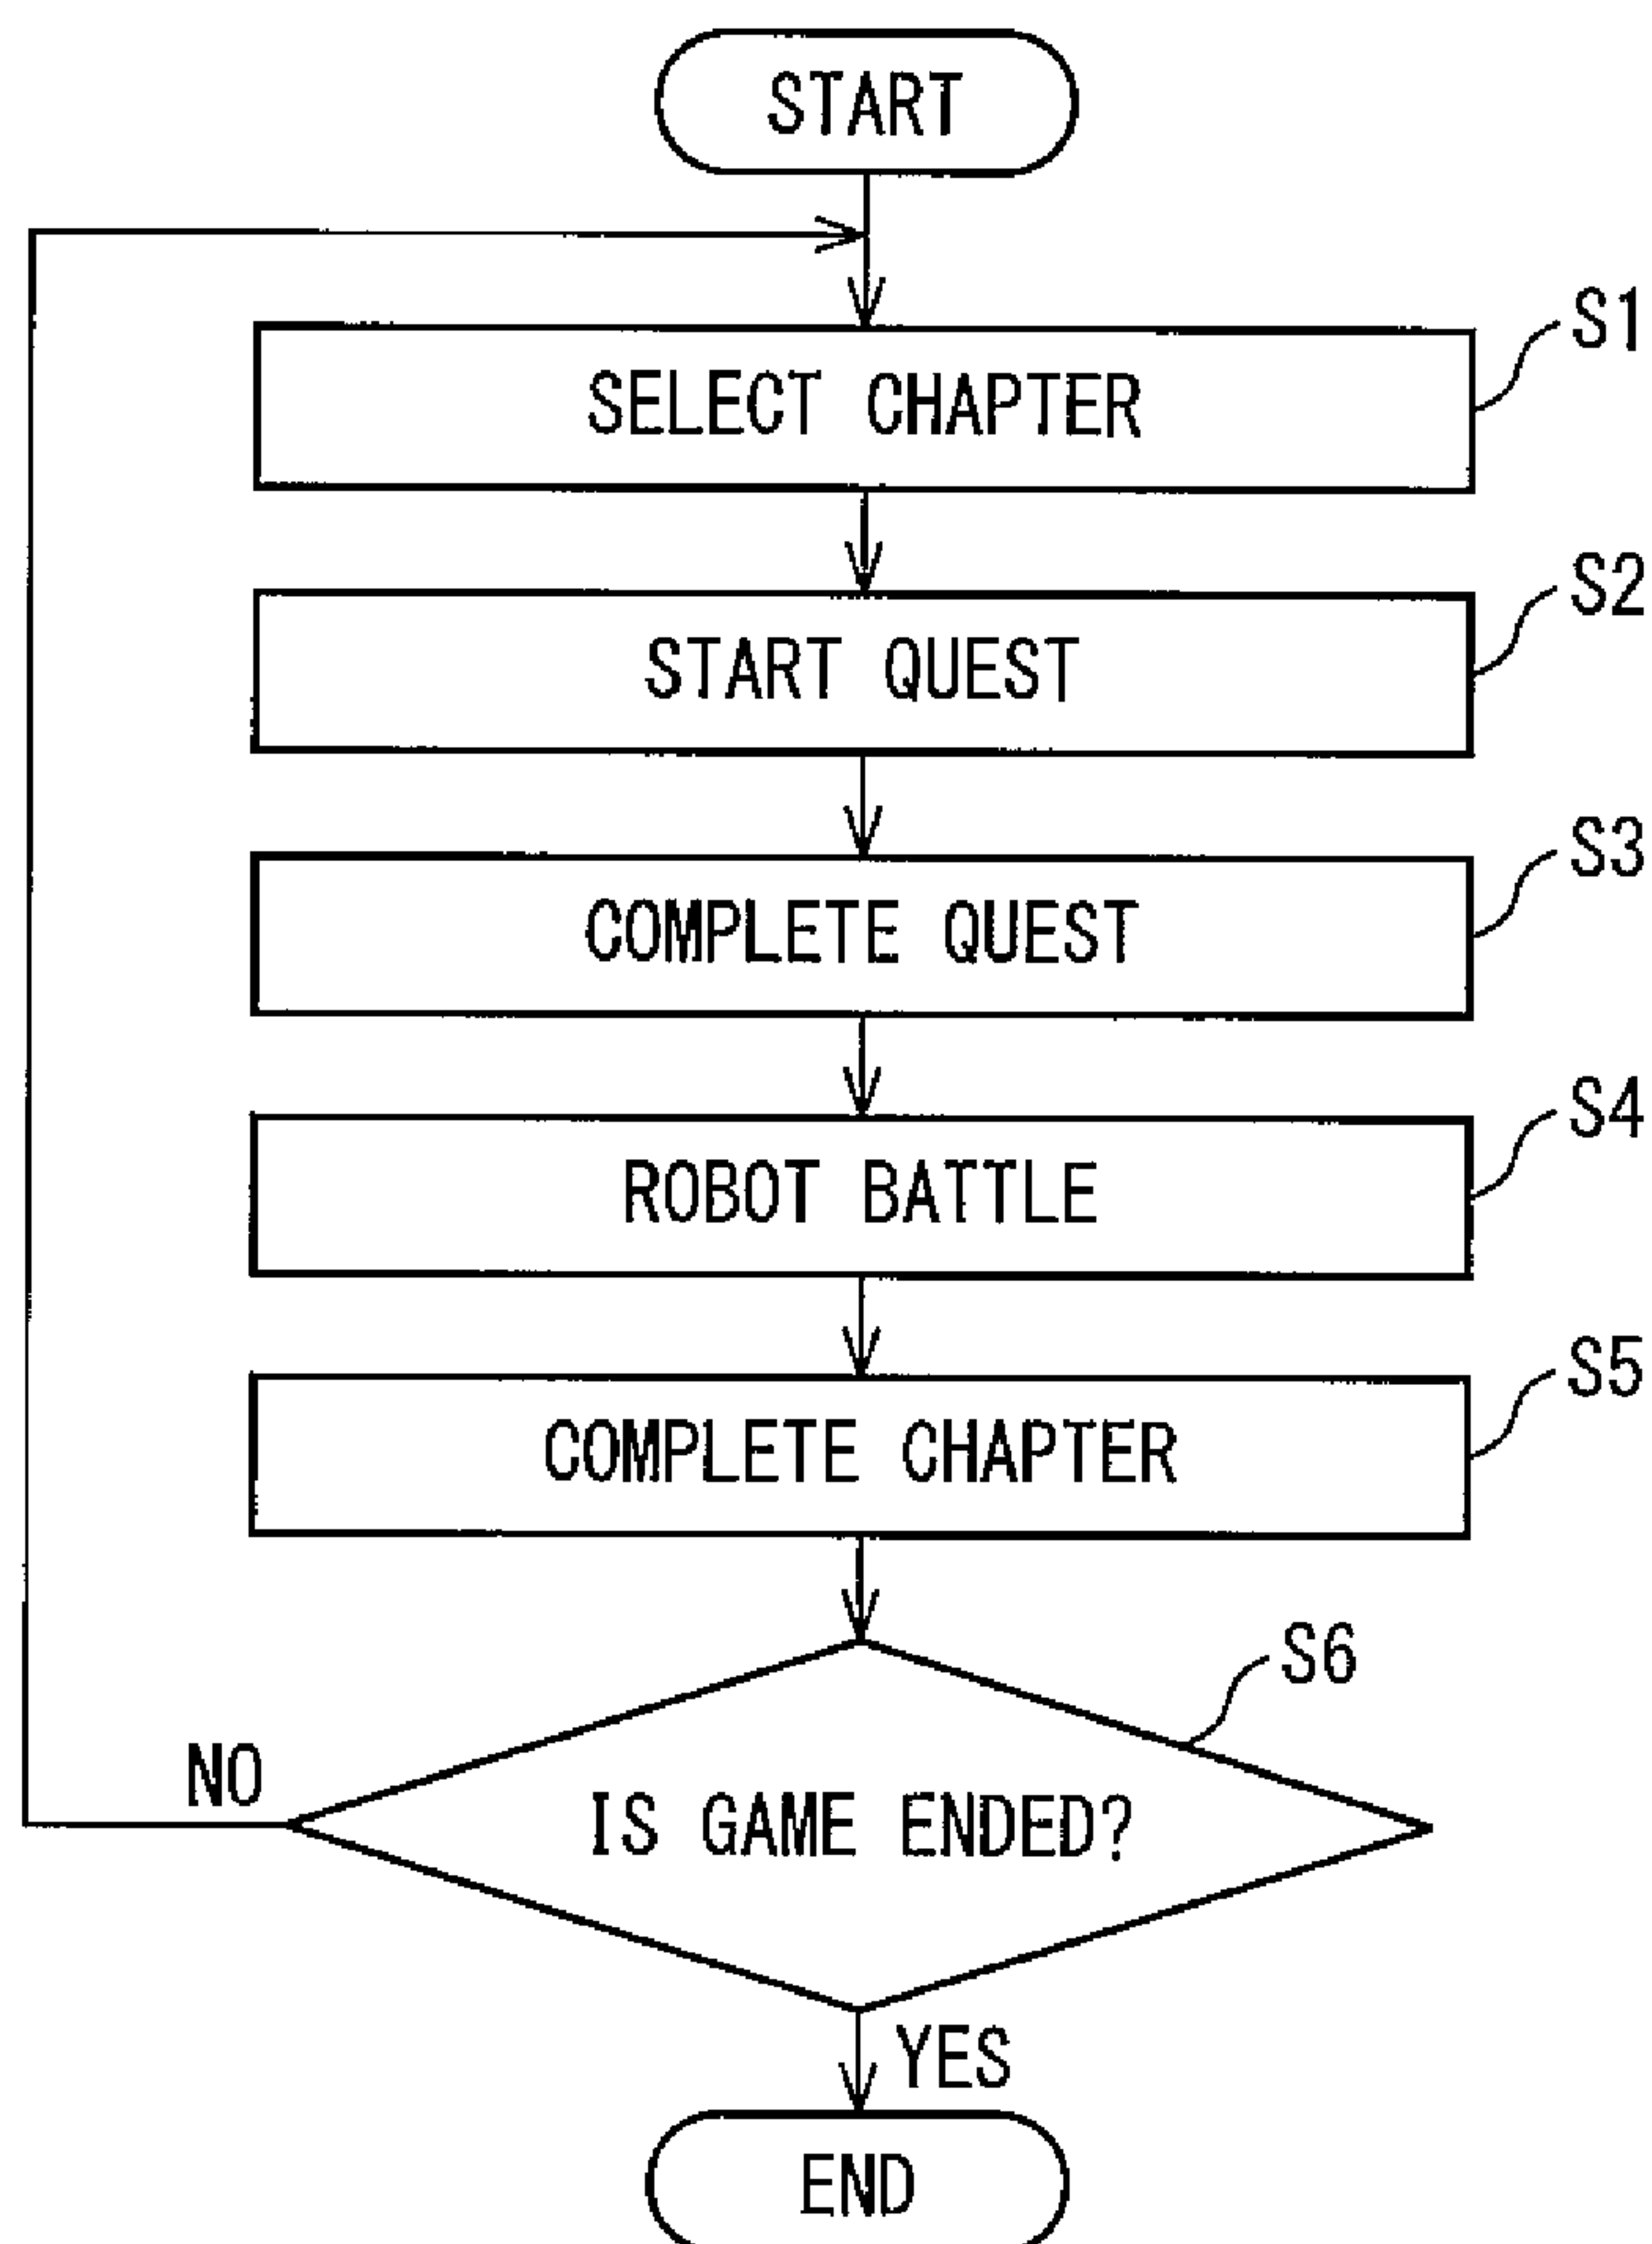 START
S1
SELECT CHAPTER
S2
START QUEST
S3
COMPLETE QUEST
S4
ROBOT BATTLE
S5
COMPLETE CHAPTER
S6
NO
IS GAME ENDED?
YES
END